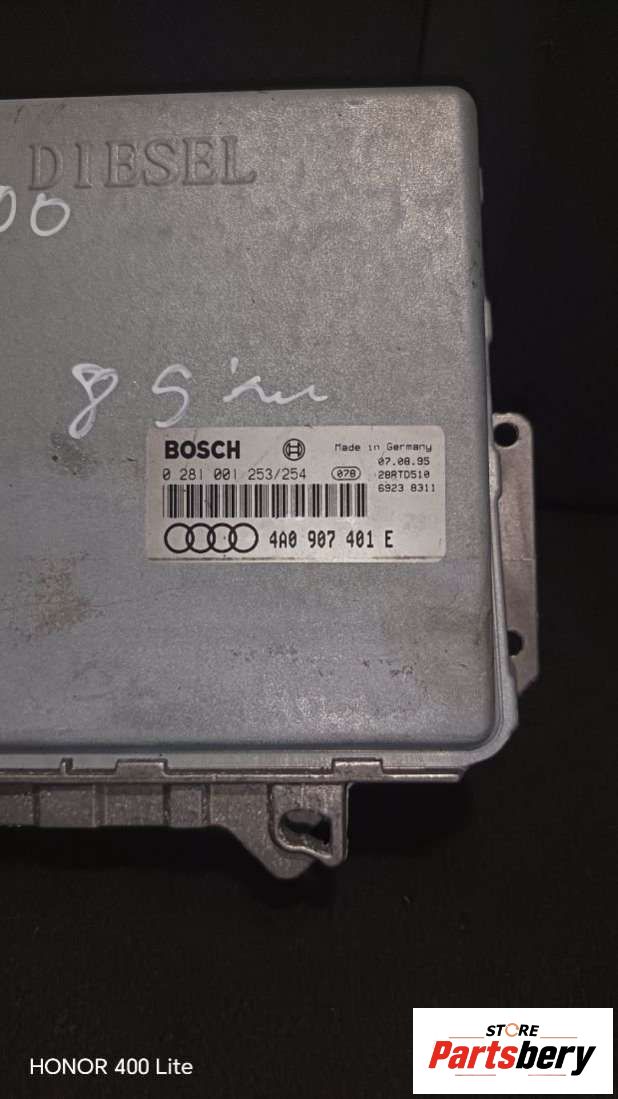 DIESEL
00
8
BOSCH
Made in Germany
07.08.95
0 281 001 253/254
078
28RTD510
6923 8311
4A0 907 401 E
HONOR 400 Lite
STORE
Partsbery